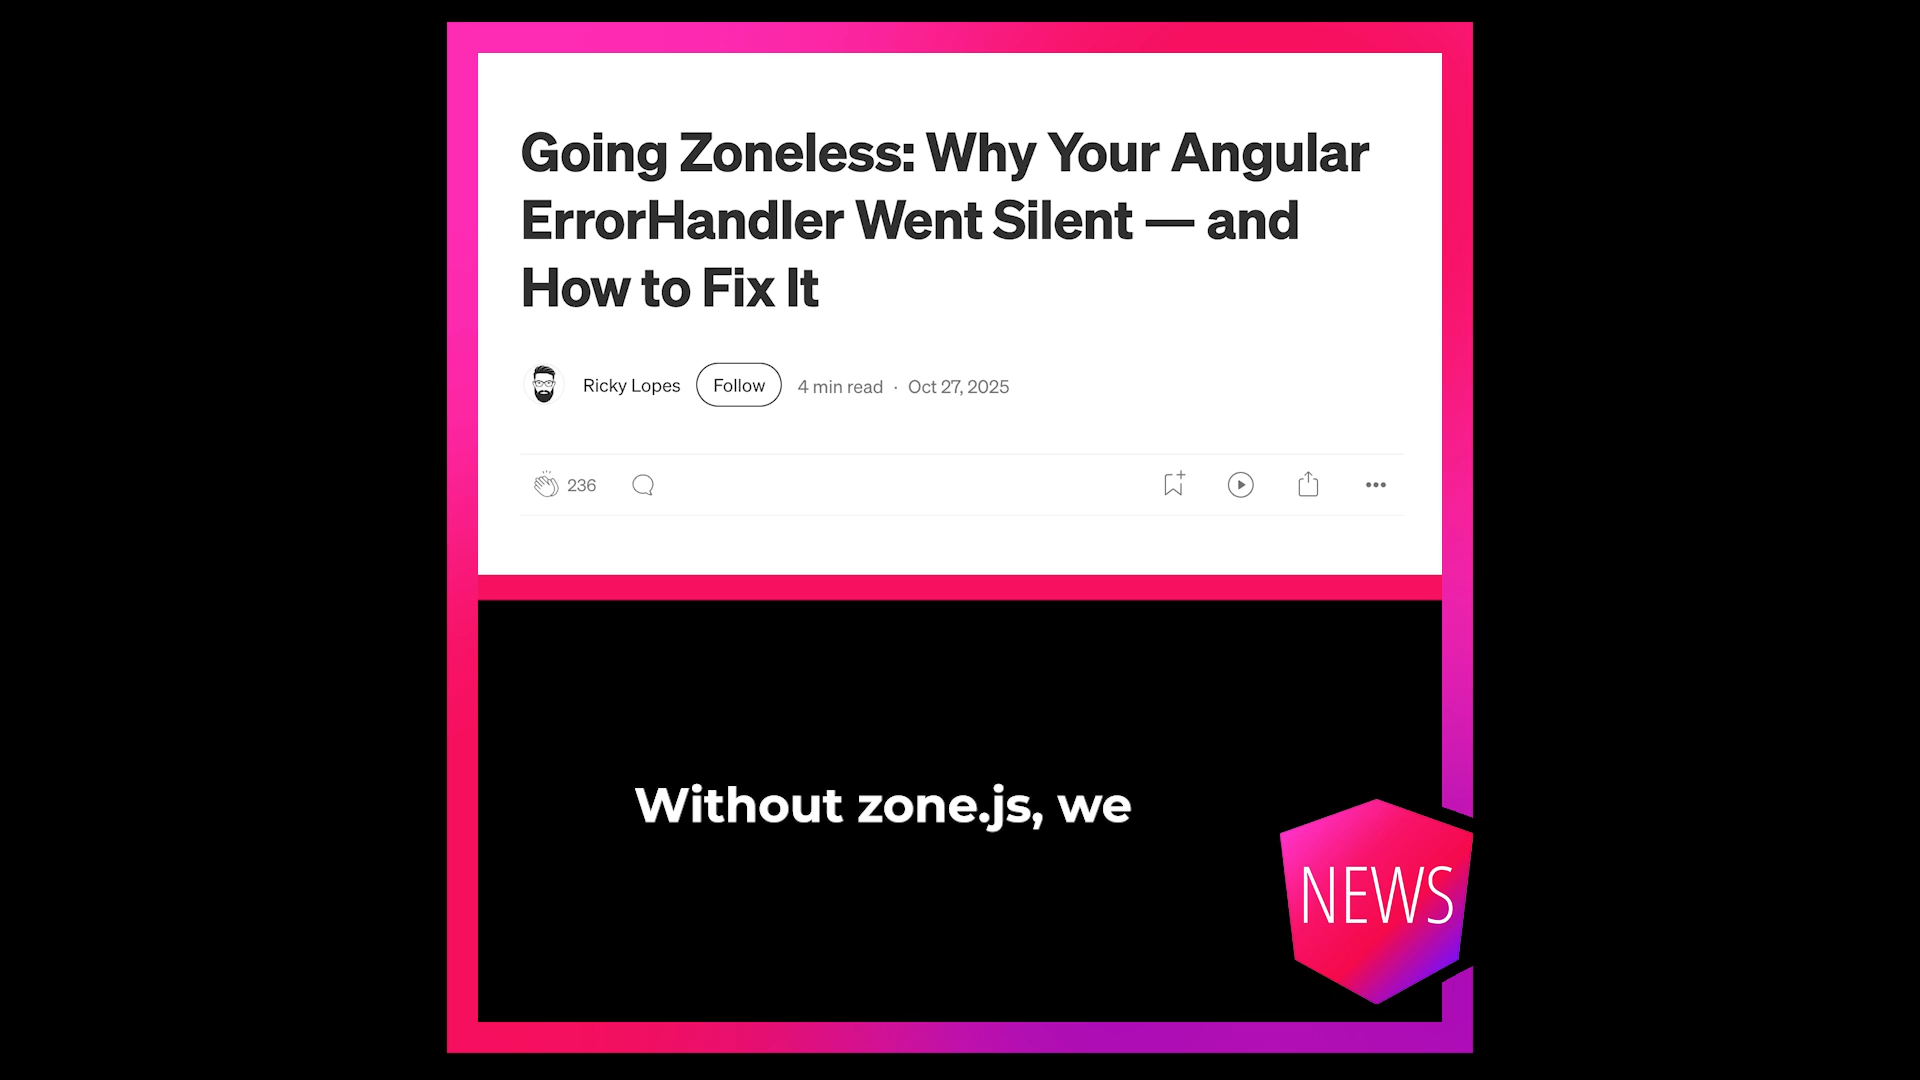 Going Zoneless: Why Your Angular
ErrorHandler Went Silent — and
How to Fix It
Ricky Lopes Follow 4 min read · Oct 27, 2025
236
Without zone.js, we
NEWS